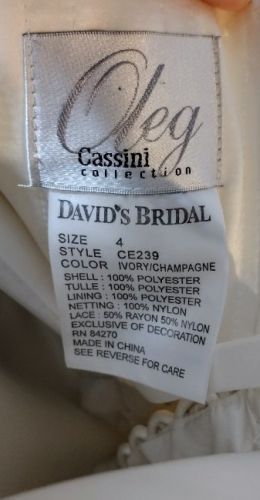 Oleg
Cassini
collection
DAVID'S BRIDAL
SIZE 4
STYLE CE239
COLOR IVORY/CHAMPAGNE
SHELL : 100% POLYESTER
TULLE : 100% POLYESTER
LINING : 100% POLYESTER
NETTING : 100% NYLON
LACE : 50% RAYON 50% NYLON
EXCLUSIVE OF DECORATION
RN 84270
MADE IN CHINA
SEE REVERSE FOR CARE